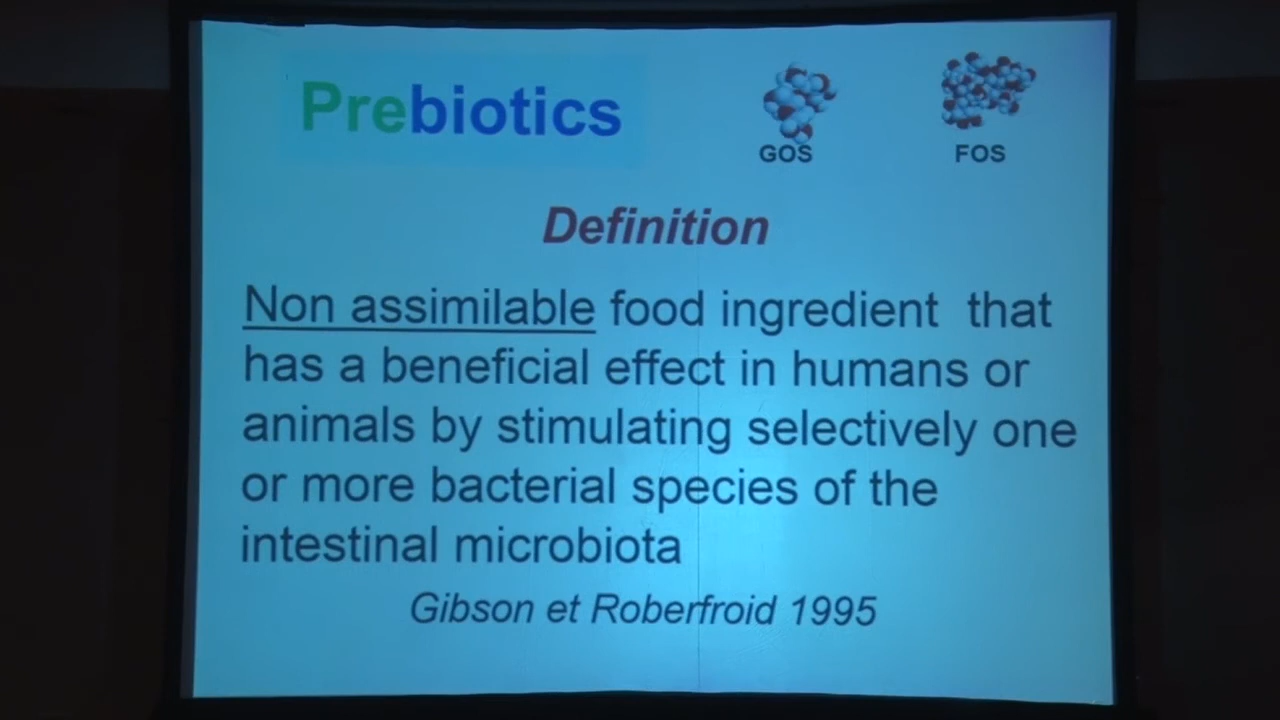 Prebiotics
GOS
FOS
Definition
Non assimilable food ingredient that
has a beneficial effect in humans or
animals by stimulating selectively one
or more bacterial species of the
intestinal microbiota
Gibson et Roberfroid 1995